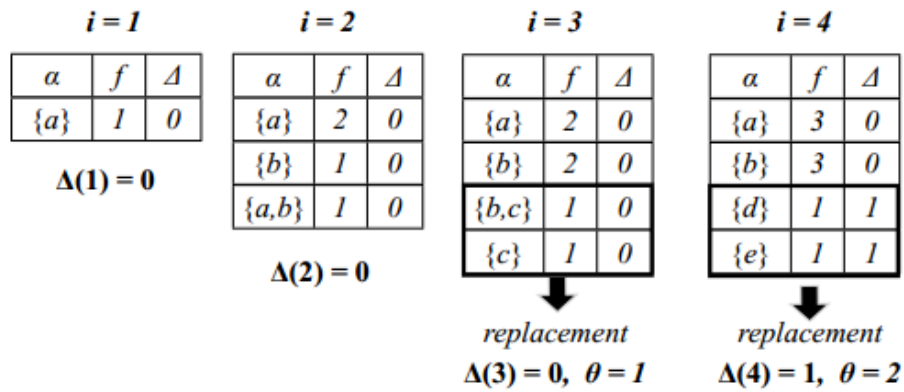 i = 1
α f Δ
{a} 1 0
Δ(1) = 0
i = 2
α f Δ
{a} 2 0
{b} 1 0
{a,b} 1 0
Δ(2) = 0
i = 3
α f Δ
{a} 2 0
{b} 2 0
{b,c} 1 0
{c} 1 0
replacement
Δ(3) = 0, θ = 1
i = 4
α f Δ
{a} 3 0
{b} 3 0
{d} 1 1
{e} 1 1
replacement
Δ(4) = 1, θ = 2